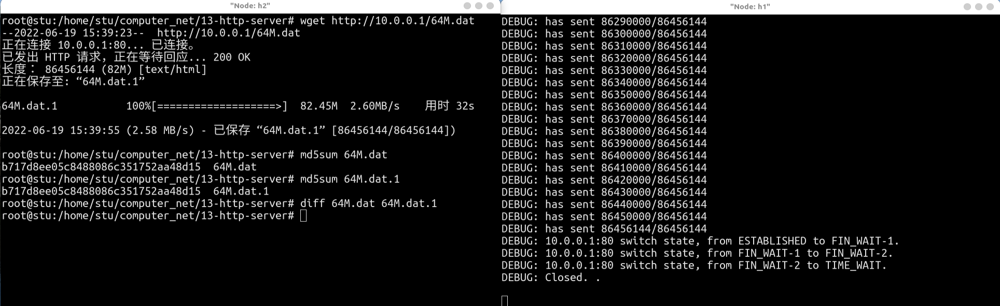 "Node: h2"
root@stu:/home/stu/computer_net/13-http-server# wget http://10.0.0.1/64M.dat
--2022-06-19 15:39:23--  http://10.0.0.1/64M.dat
正在连接 10.0.0.1:80... 已连接。
已发出 HTTP 请求，正在等待回应... 200 OK
长度： 86456144 (82M) [text/html]
正在保存至: “64M.dat.1”
64M.dat.1           100%[===================>]  82.45M  2.60MB/s    用时 32s
2022-06-19 15:39:55 (2.58 MB/s) - 已保存 “64M.dat.1” [86456144/86456144])
root@stu:/home/stu/computer_net/13-http-server# md5sum 64M.dat
b717d8ee05c8488086c351752aa48d15  64M.dat
root@stu:/home/stu/computer_net/13-http-server# md5sum 64M.dat.1
b717d8ee05c8488086c351752aa48d15  64M.dat.1
root@stu:/home/stu/computer_net/13-http-server# diff 64M.dat 64M.dat.1
root@stu:/home/stu/computer_net/13-http-server#
"Node: h1"
DEBUG: has sent 86290000/86456144
DEBUG: has sent 86300000/86456144
DEBUG: has sent 86310000/86456144
DEBUG: has sent 86320000/86456144
DEBUG: has sent 86330000/86456144
DEBUG: has sent 86340000/86456144
DEBUG: has sent 86350000/86456144
DEBUG: has sent 86360000/86456144
DEBUG: has sent 86370000/86456144
DEBUG: has sent 86380000/86456144
DEBUG: has sent 86390000/86456144
DEBUG: has sent 86400000/86456144
DEBUG: has sent 86410000/86456144
DEBUG: has sent 86420000/86456144
DEBUG: has sent 86430000/86456144
DEBUG: has sent 86440000/86456144
DEBUG: has sent 86450000/86456144
DEBUG: has sent 86456144/86456144
DEBUG: 10.0.0.1:80 switch state, from ESTABLISHED to FIN_WAIT-1.
DEBUG: 10.0.0.1:80 switch state, from FIN_WAIT-1 to FIN_WAIT-2.
DEBUG: 10.0.0.1:80 switch state, from FIN_WAIT-2 to TIME_WAIT.
DEBUG: Closed. .